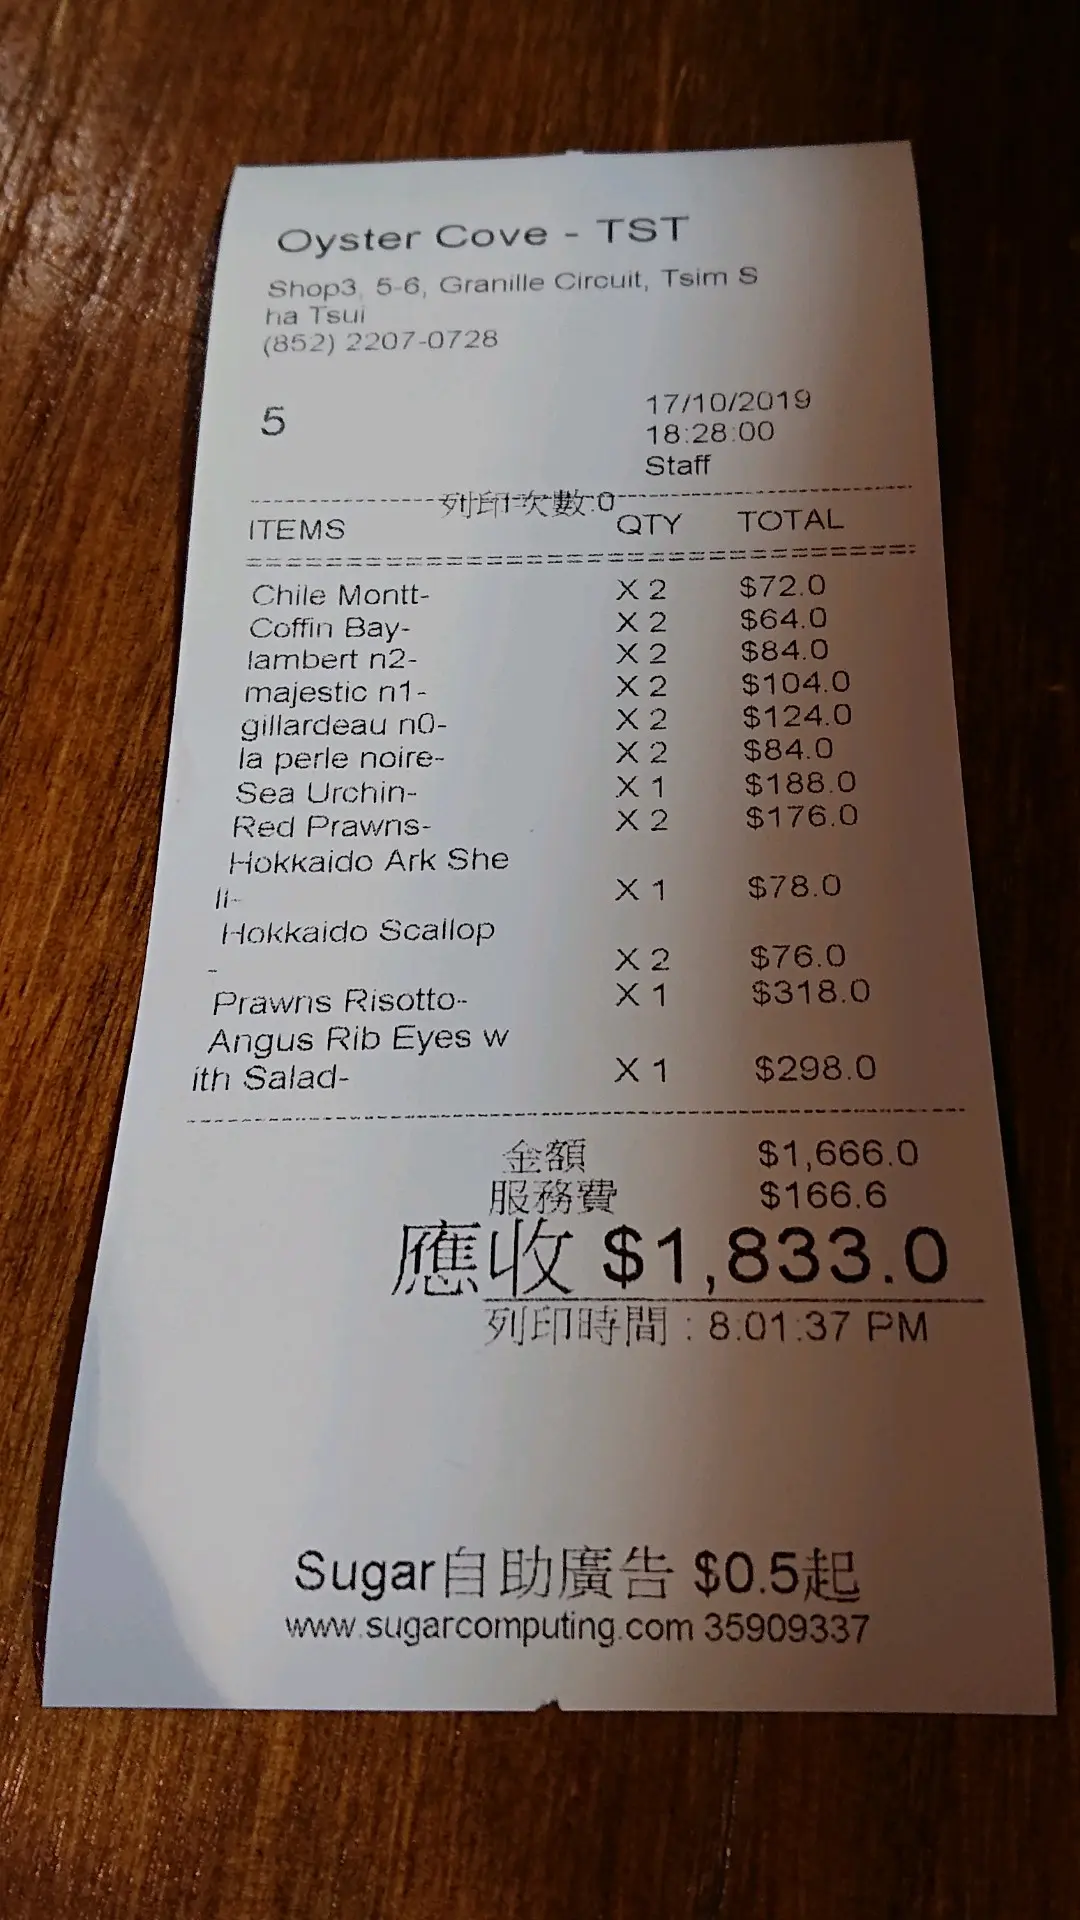 Oyster Cove - TST
Shop3, 5-6, Granille Circuit, Tsim S
ha Tsui
(852) 2207-0728
5
17/10/2019
18:28:00
Staff
列印次數:0
ITEMS QTY TOTAL
Chile Montt- X 2 $72.0
Coffin Bay- X 2 $64.0
lambert n2- X 2 $84.0
majestic n1- X 2 $104.0
gillardeau n0- X 2 $124.0
la perle noire- X 2 $84.0
Sea Urchin- X 1 $188.0
Red Prawns- X 2 $176.0
Hokkaido Ark She
ll- X 1 $78.0
Hokkaido Scallop
- X 2 $76.0
Prawns Risotto- X 1 $318.0
Angus Rib Eyes w
ith Salad- X 1 $298.0
金額 $1,666.0
服務費 $166.6
應收 $1,833.0
列印時間 : 8:01:37 PM
Sugar自助廣告 $0.5起
www.sugarcomputing.com 35909337